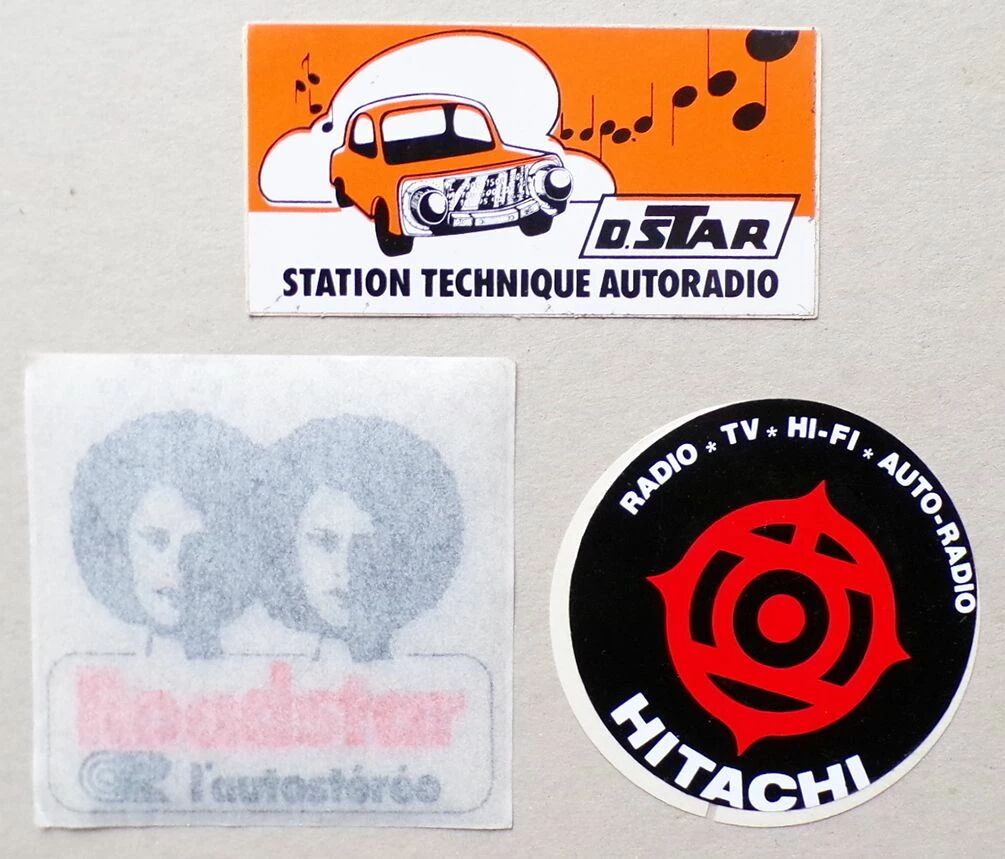 D.STAR
STATION TECHNIQUE AUTORADIO
Roadstar
l'autostéréo
RADIO * TV * HI-FI * AUTO-RADIO
HITACHI